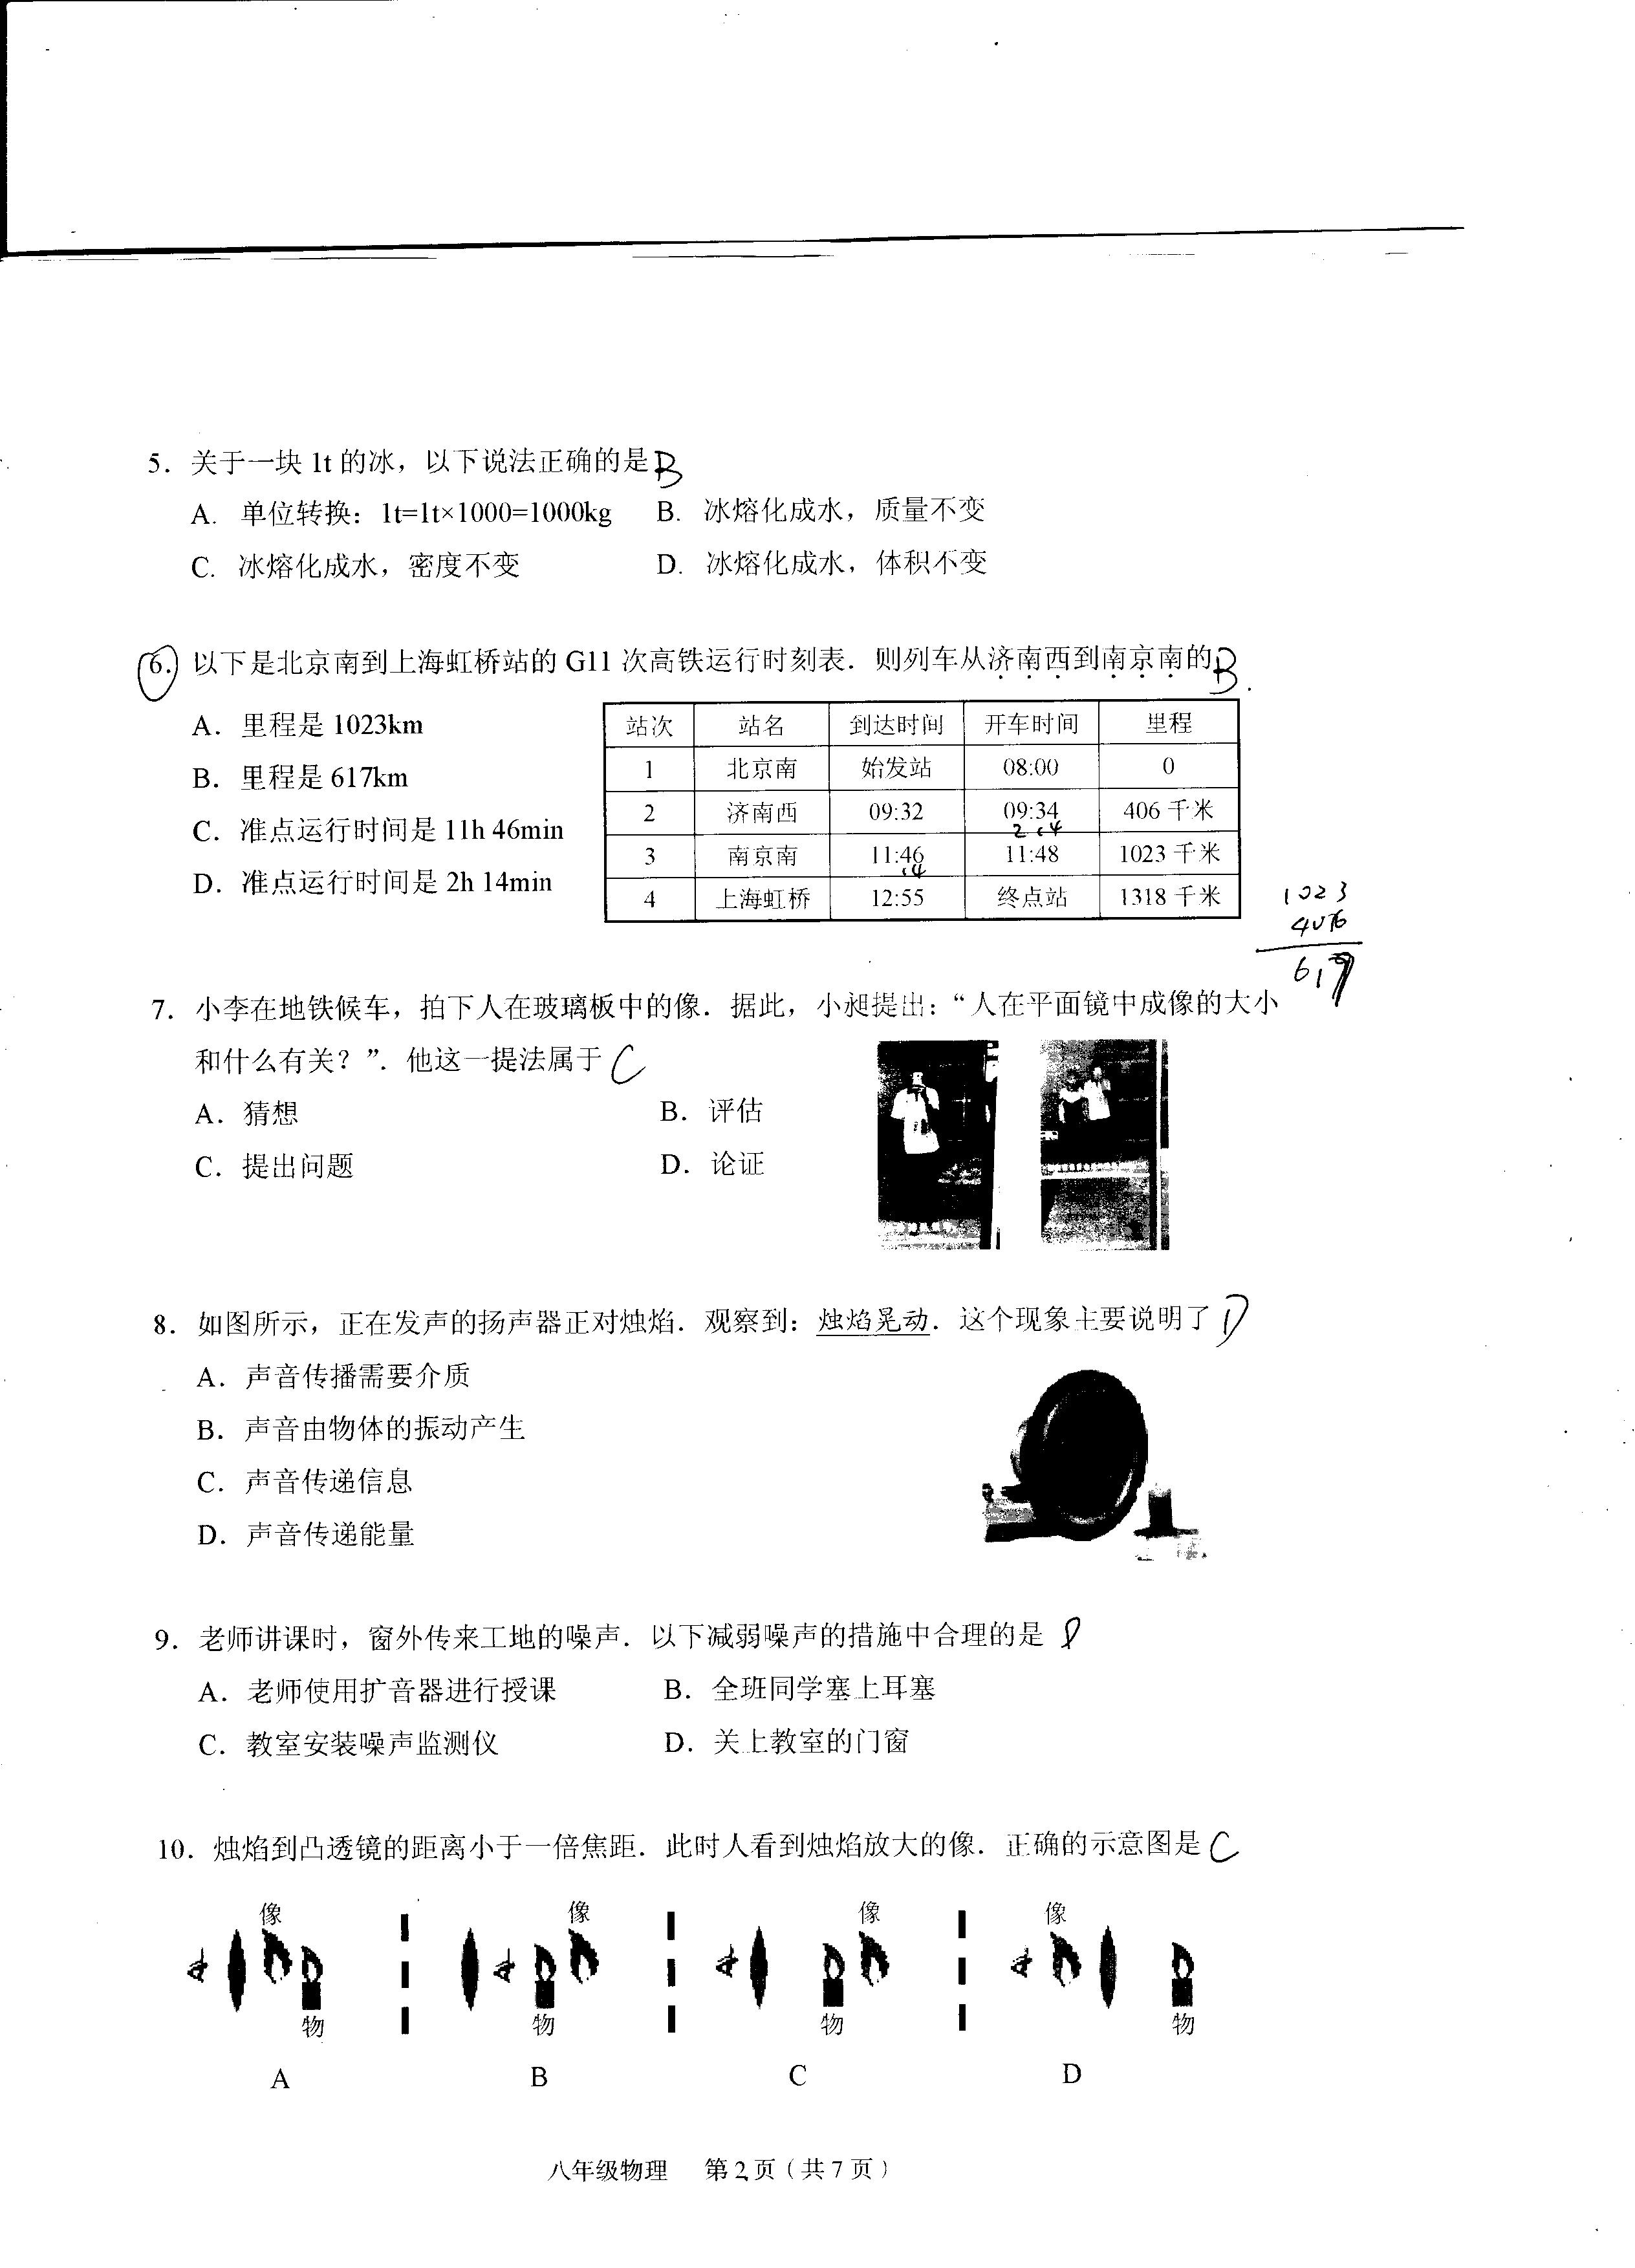 5．关于一块 1t 的冰，以下说法正确的是 B
A．单位转换：1t=1t×1000=1000kg　B．冰熔化成水，质量不变
C．冰熔化成水，密度不变　D．冰熔化成水，体积不变
6．以下是北京南到上海虹桥站的 G11 次高铁运行时刻表．则列车从济南西到南京南的 B
A．里程是 1023km
B．里程是 617km
C．准点运行时间是 11h 46min
D．准点运行时间是 2h 14min
站次 站名 到达时间 开车时间 里程
1 北京南 始发站 08:00 0
2 济南西 09:32 09:34 406 千米
3 南京南 11:46 11:48 1023 千米
4 上海虹桥 12:55 终点站 1318 千米
1023
406
617
7．小李在地铁候车，拍下人在玻璃板中的像．据此，小昶提出：“人在平面镜中成像的大小
和什么有关？”．他这一提法属于 C
A．猜想　B．评估
C．提出问题　D．论证
8．如图所示，正在发声的扬声器正对烛焰．观察到：烛焰晃动．这个现象主要说明了 D
A．声音传播需要介质
B．声音由物体的振动产生
C．声音传递信息
D．声音传递能量
9．老师讲课时，窗外传来工地的噪声．以下减弱噪声的措施中合理的是 D
A．老师使用扩音器进行授课　B．全班同学塞上耳塞
C．教室安装噪声监测仪　D．关上教室的门窗
10．烛焰到凸透镜的距离小于一倍焦距．此时人看到烛焰放大的像．正确的示意图是 C
像 像 像 像
物 物 物 物
A B C D
八年级物理　第 2 页（共 7 页）